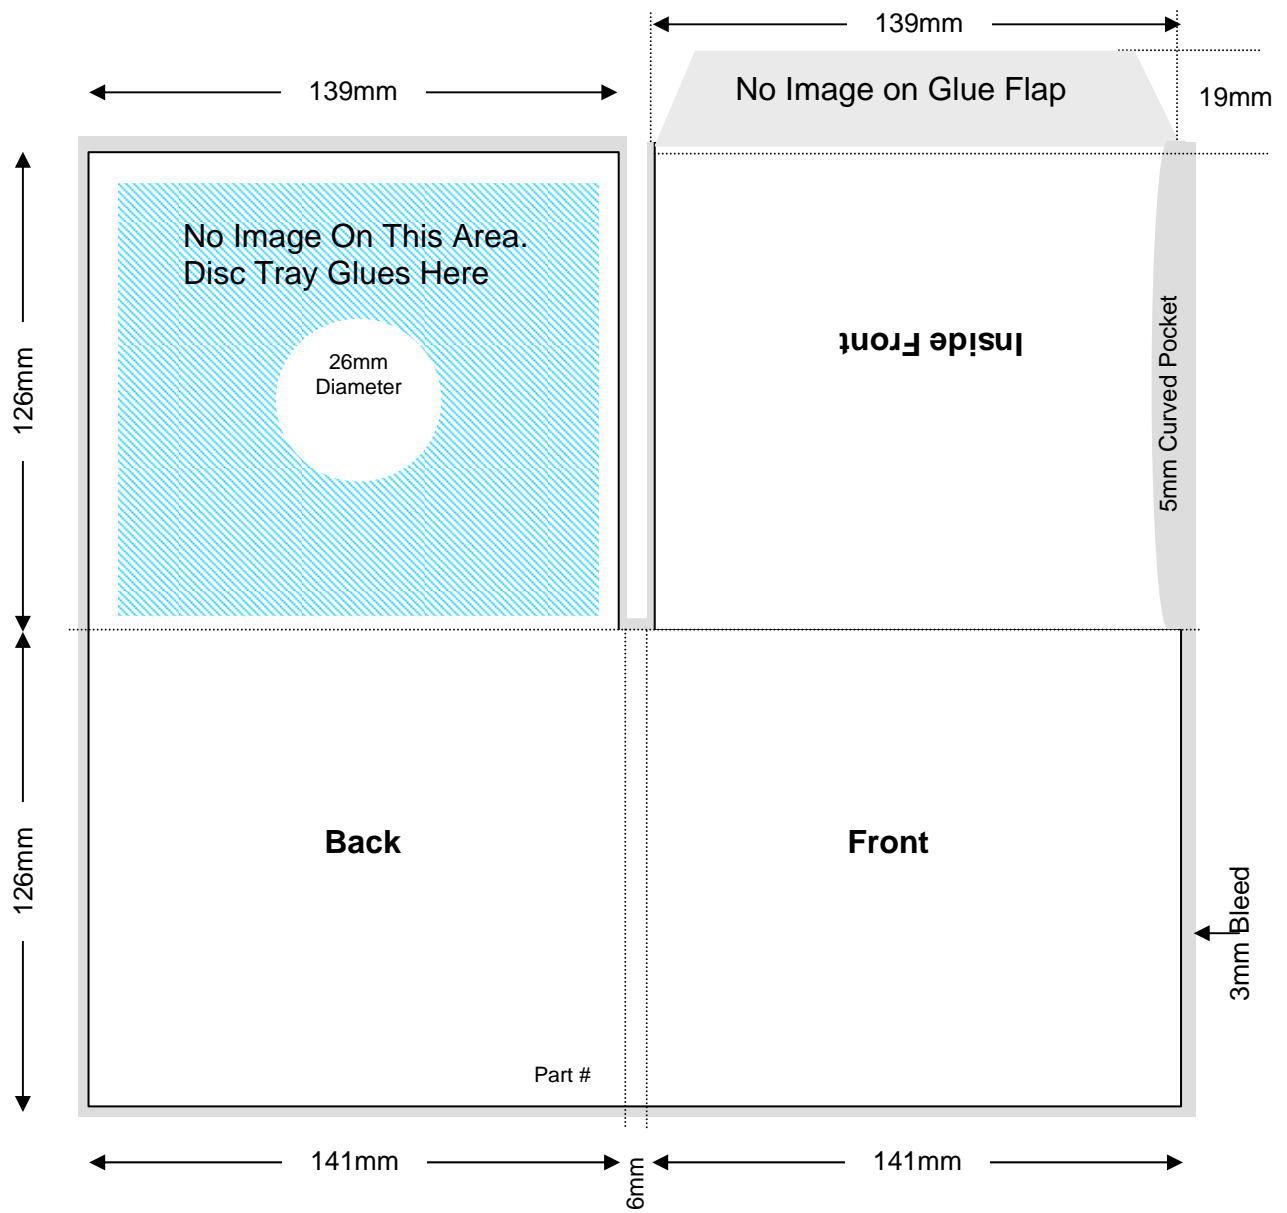 139mm
No Image on Glue Flap
139mm
19mm
No Image On This Area.
Disc Tray Glues Here
26mm
Diameter
Inside Front
5mm Curved Pocket
126mm
Back
Front
126mm
3mm Bleed
Part #
141mm
6mm
141mm